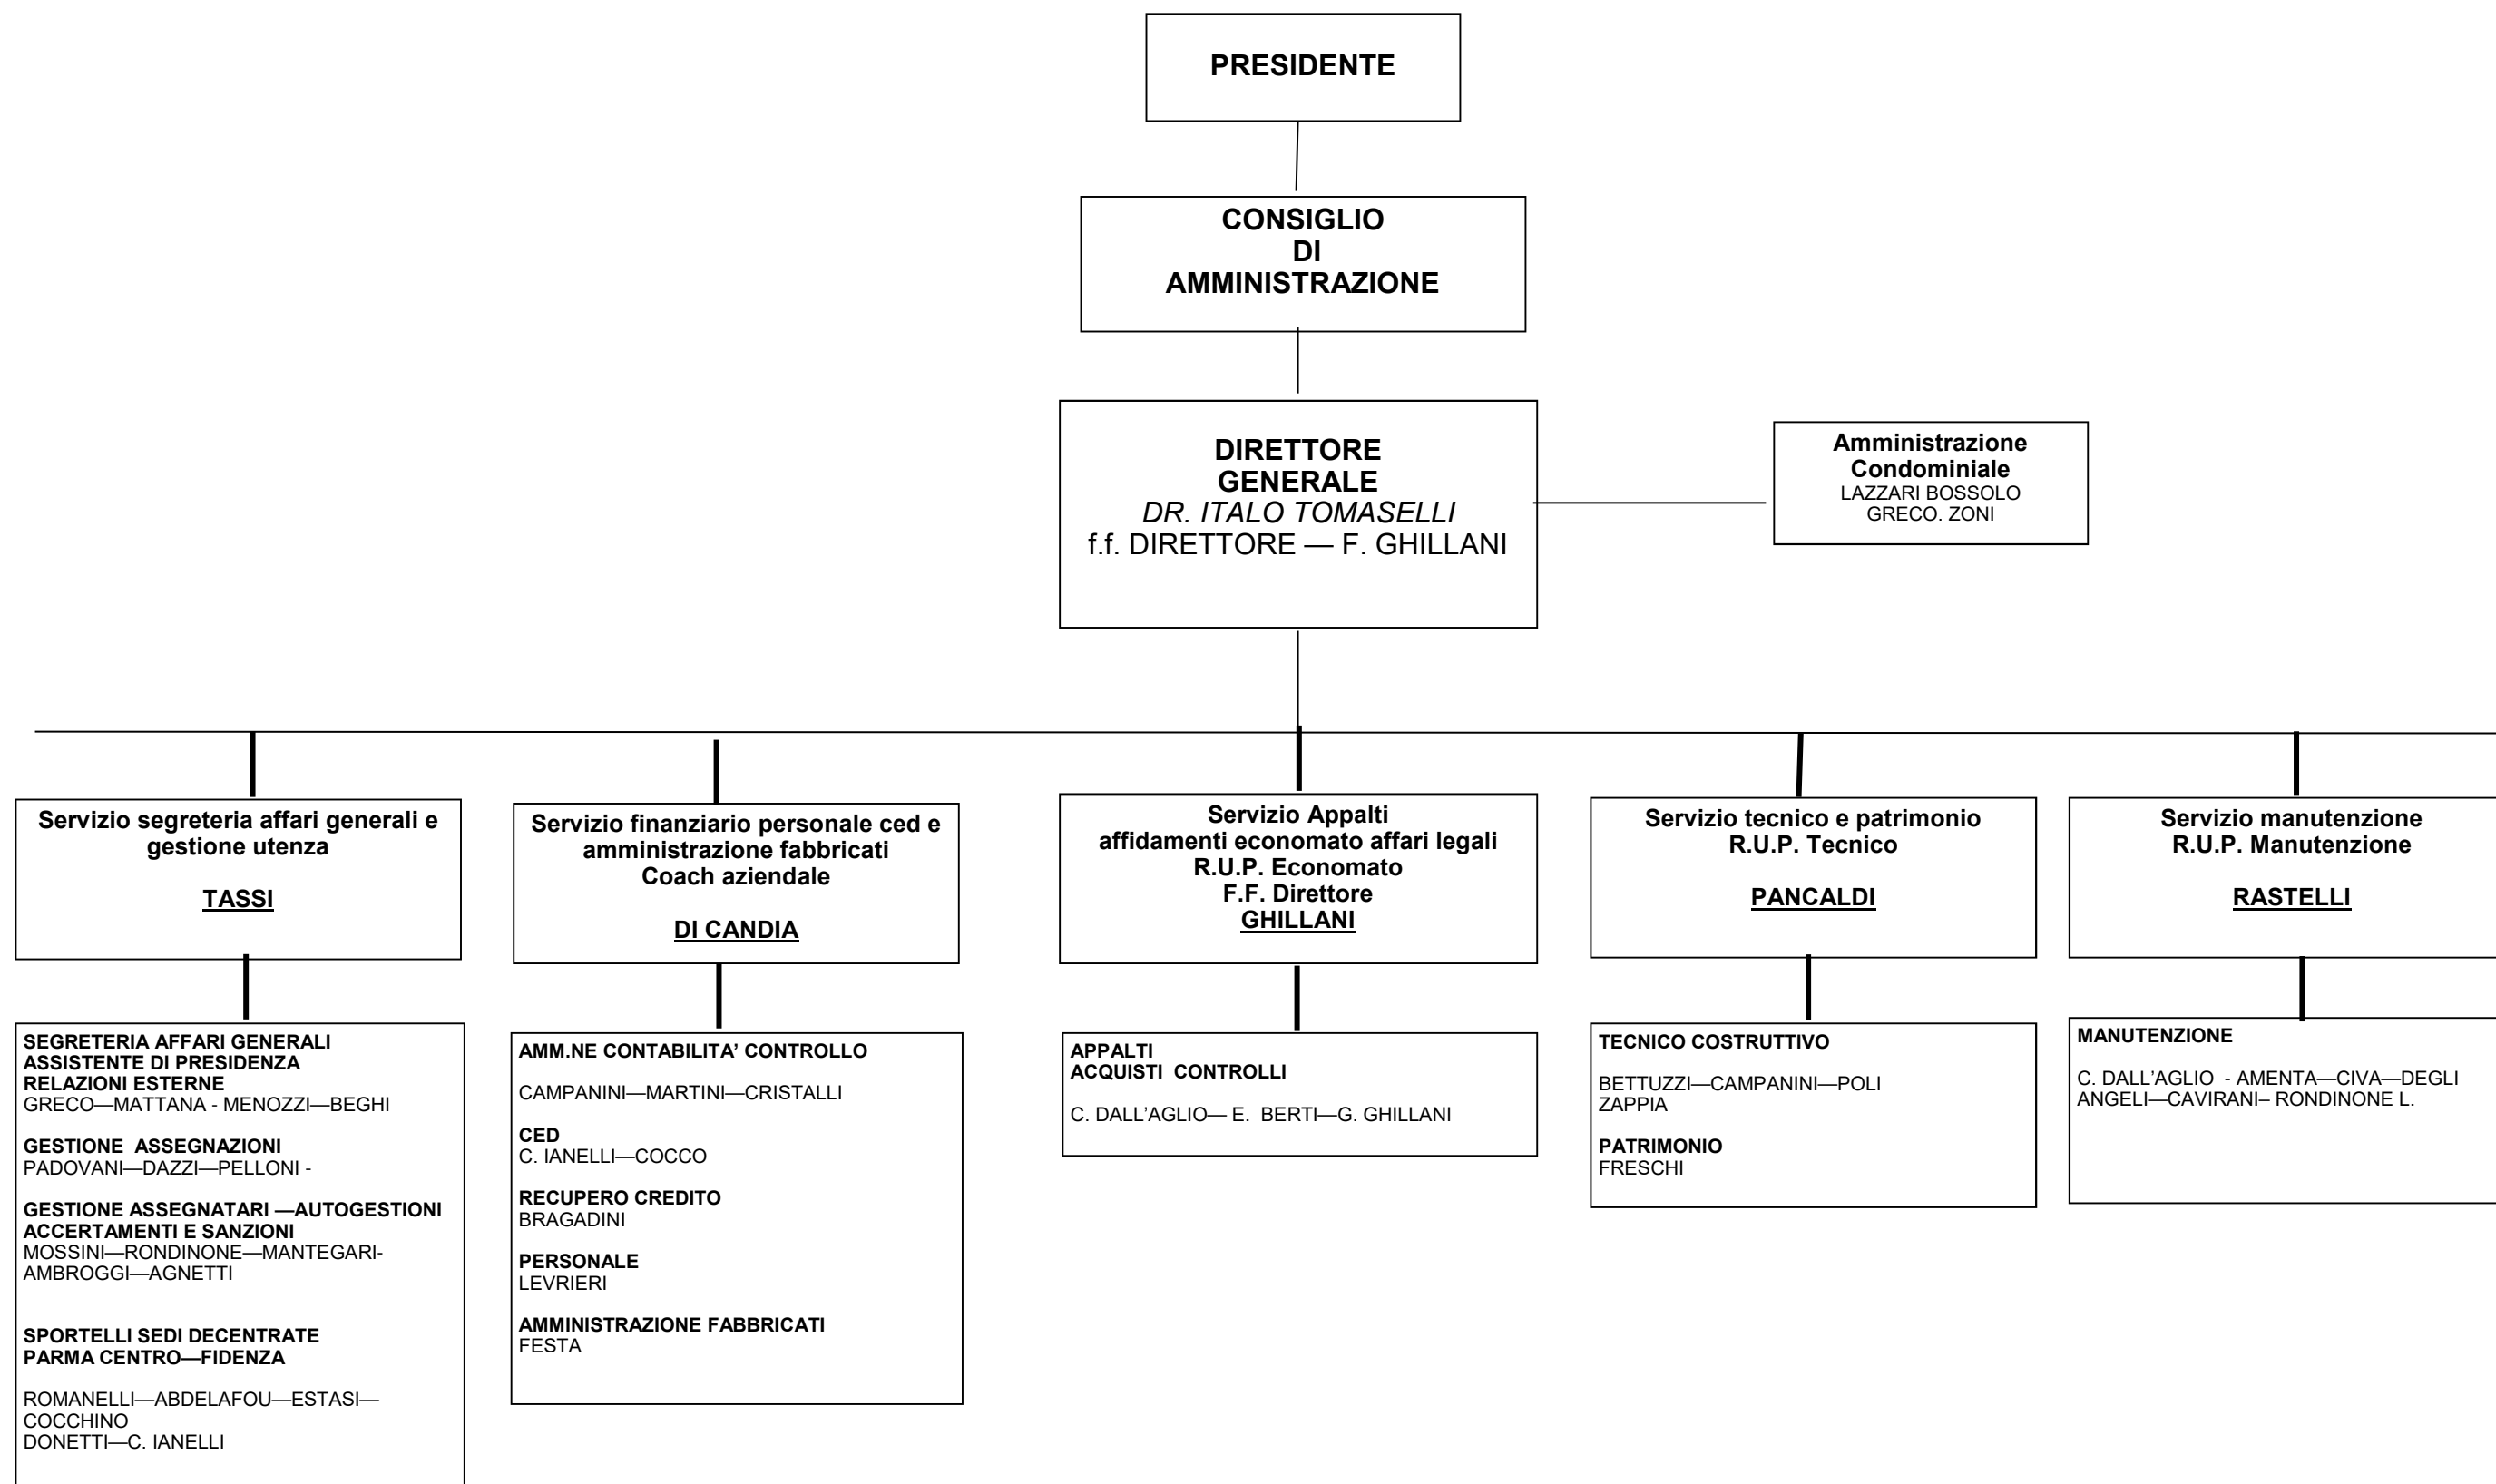 PRESIDENTE
CONSIGLIO
DI
AMMINISTRAZIONE
DIRETTORE
GENERALE
DR. ITALO TOMASELLI
f.f. DIRETTORE — F. GHILLANI
Amministrazione
Condominiale
LAZZARI BOSSOLO
GRECO. ZONI
Servizio segreteria affari generali e
gestione utenza
TASSI
Servizio finanziario personale ced e
amministrazione fabbricati
Coach aziendale
DI CANDIA
Servizio Appalti
affidamenti economato affari legali
R.U.P. Economato
F.F. Direttore
GHILLANI
Servizio tecnico e patrimonio
R.U.P. Tecnico
PANCALDI
Servizio manutenzione
R.U.P. Manutenzione
RASTELLI
SEGRETERIA AFFARI GENERALI
ASSISTENTE DI PRESIDENZA
RELAZIONI ESTERNE
GRECO—MATTANA - MENOZZI—BEGHI
GESTIONE  ASSEGNAZIONI
PADOVANI—DAZZI—PELLONI -
GESTIONE ASSEGNATARI —AUTOGESTIONI
ACCERTAMENTI E SANZIONI
MOSSINI—RONDINONE—MANTEGARI-
AMBROGGI—AGNETTI
SPORTELLI SEDI DECENTRATE
PARMA CENTRO—FIDENZA
ROMANELLI—ABDELAFOU—ESTASI—
COCCHINO
DONETTI—C. IANELLI
AMM.NE CONTABILITA’ CONTROLLO
CAMPANINI—MARTINI—CRISTALLI
CED
C. IANELLI—COCCO
RECUPERO CREDITO
BRAGADINI
PERSONALE
LEVRIERI
AMMINISTRAZIONE FABBRICATI
FESTA
APPALTI
ACQUISTI  CONTROLLI
C. DALL’AGLIO— E.  BERTI—G. GHILLANI
TECNICO COSTRUTTIVO
BETTUZZI—CAMPANINI—POLI
ZAPPIA
PATRIMONIO
FRESCHI
MANUTENZIONE
C. DALL’AGLIO  - AMENTA—CIVA—DEGLI
ANGELI—CAVIRANI– RONDINONE L.